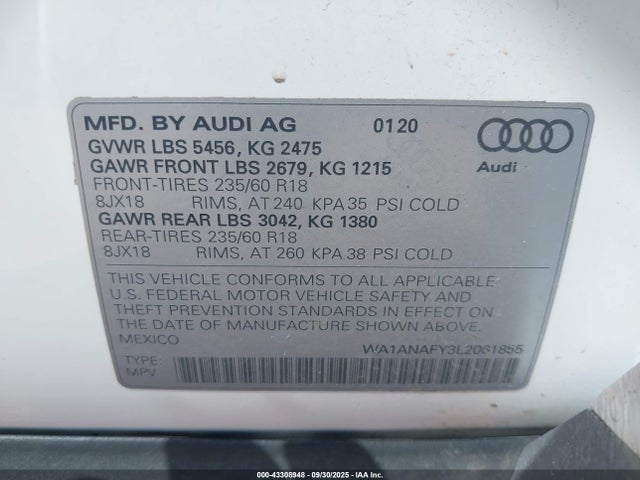 MFD. BY AUDI AG 0120
GVWR LBS 5456, KG 2475
GAWR FRONT LBS 2679, KG 1215
Audi
FRONT-TIRES 235/60 R18
8JX18 RIMS, AT 240 KPA 35 PSI COLD
GAWR REAR LBS 3042, KG 1380
REAR-TIRES 235/60 R18
8JX18 RIMS, AT 260 KPA 38 PSI COLD
THIS VEHICLE CONFORMS TO ALL APPLICABLE
U.S. FEDERAL MOTOR VEHICLE SAFETY AND
THEFT PREVENTION STANDARDS IN EFFECT ON
THE DATE OF MANUFACTURE SHOWN ABOVE.
MEXICO WA1ANAFY3L2061855
TYPE:
MPV
000-43308948 - 09/30/2025 - IAA Inc.